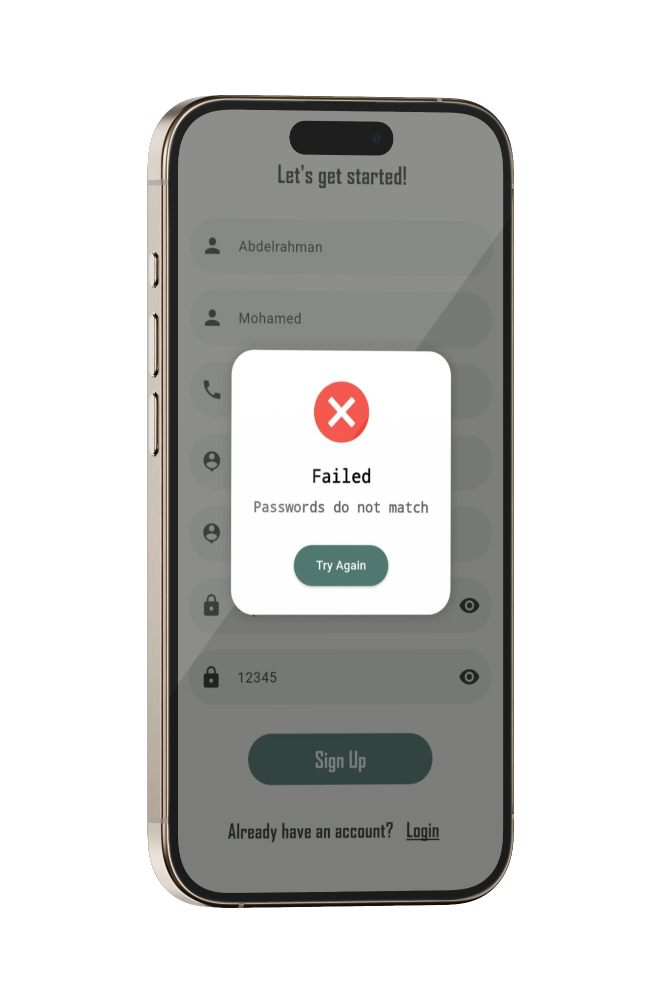 Let's get started!
Abdelrahman
Mohamed
Failed
Passwords do not match
Try Again
12345
Sign Up
Already have an account? Login